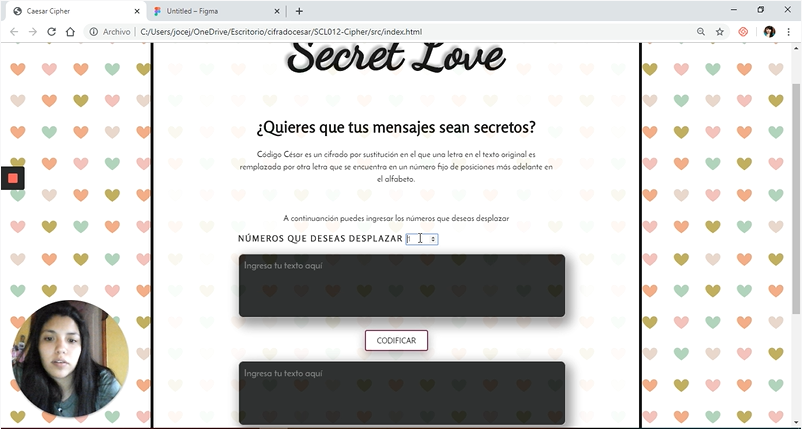 Caesar Cipher
Untitled – Figma
Archivo
C:/Users/jocej/OneDrive/Escritorio/cifradocesar/SCL012-Cipher/src/index.html
Secret Love
¿Quieres que tus mensajes sean secretos?
Código César es un cifrado por sustitución en el que una letra en el texto original es
remplazada por otra letra que se encuentra en un número fijo de posiciones más adelante en
el alfabeto.
A continuanción puedes ingresar los números que deseas desplazar
NÚMEROS QUE DESEAS DESPLAZAR
Ingresa tu texto aquí
CODIFICAR
Ingresa tu texto aquí